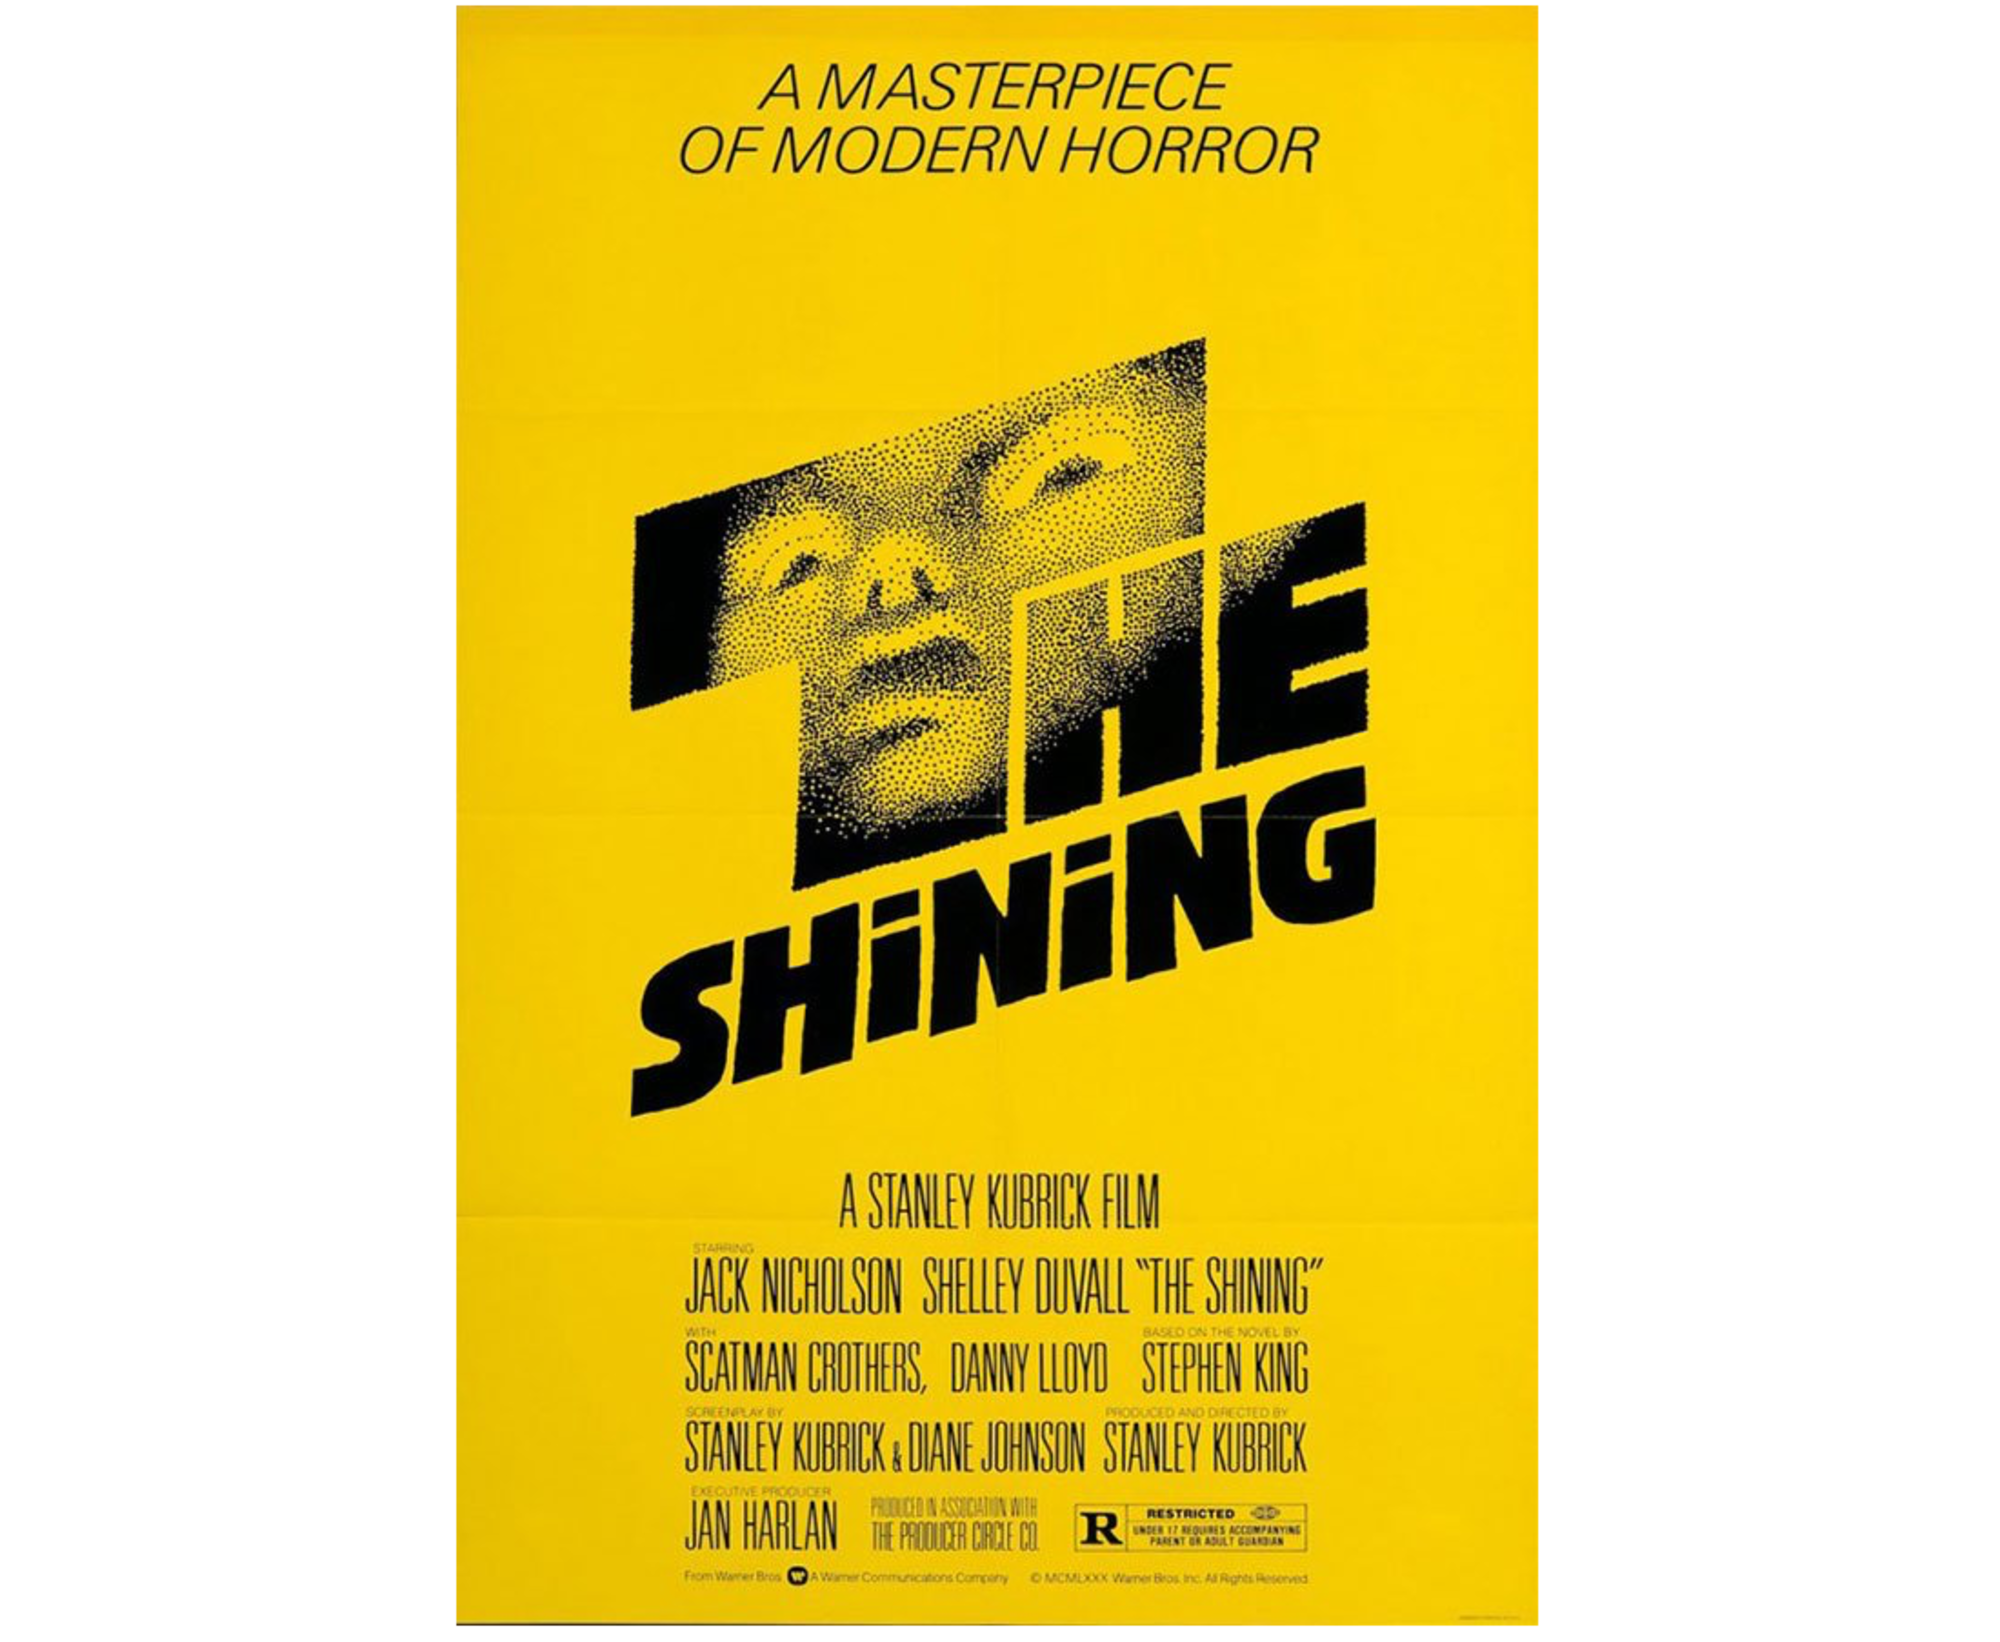 A MASTERPIECE
OF MODERN HORROR
THE
SHiNiNG
A STANLEY KUBRICK FILM
STARRING
JACK NICHOLSON SHELLEY DUVALL "THE SHINING"
WITH
SCATMAN CROTHERS, DANNY LLOYD
BASED ON THE NOVEL BY
STEPHEN KING
SCREENPLAY BY
STANLEY KUBRICK & DIANE JOHNSON
PRODUCED AND DIRECTED BY
STANLEY KUBRICK
EXECUTIVE PRODUCER
JAN HARLAN
PRODUCED IN ASSOCIATION WITH
THE PRODUCER CIRCLE CO.
R
RESTRICTED
UNDER 17 REQUIRES ACCOMPANYING
PARENT OR ADULT GUARDIAN
From Warner Bros W A Warner Communications Company © MCMLXXX Warner Bros. Inc. All Rights Reserved.